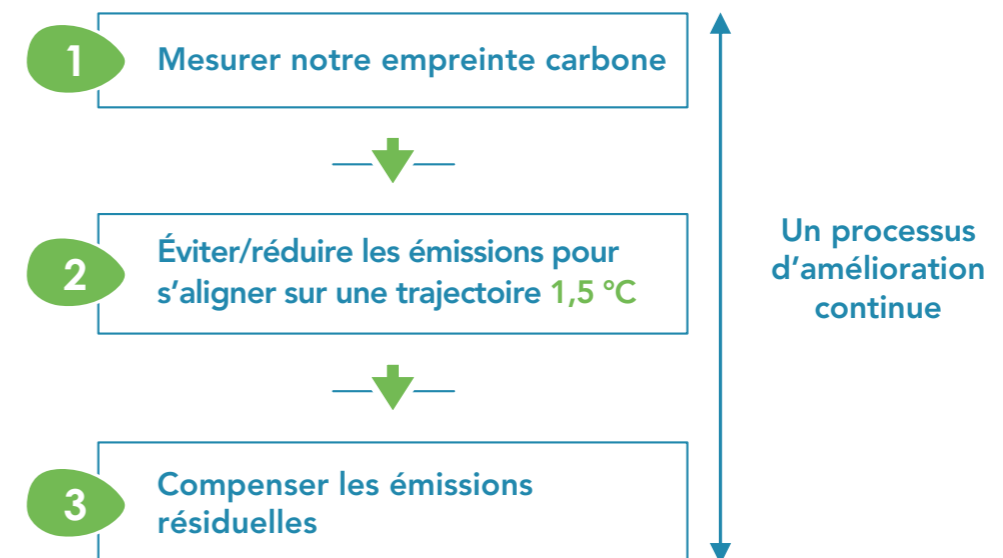 1
Mesurer notre empreinte carbone
2
Éviter/réduire les émissions pour
s’aligner sur une trajectoire 1,5 °C
3
Compenser les émissions
résiduelles
Un processus
d’amélioration
continue